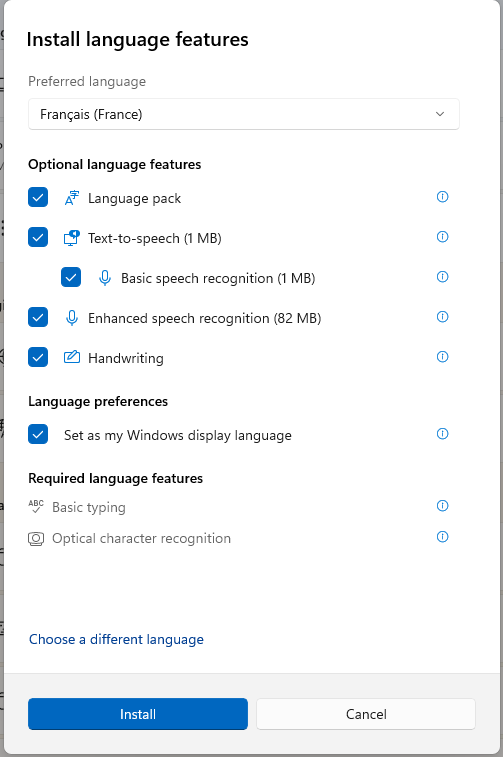 Install language features
Preferred language
Français (France)
Optional language features
Language pack
Text-to-speech (1 MB)
Basic speech recognition (1 MB)
Enhanced speech recognition (82 MB)
Handwriting
Language preferences
Set as my Windows display language
Required language features
ABC Basic typing
Optical character recognition
Choose a different language
Install Cancel